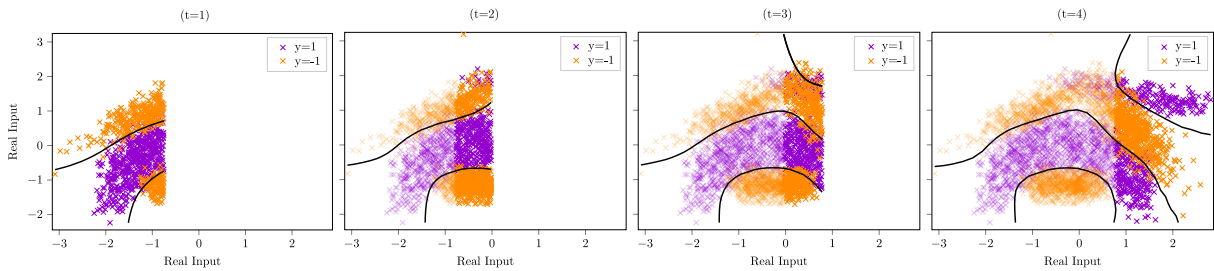 (t=1)
(t=2)
(t=3)
(t=4)
y=1
y=-1
y=1
y=-1
y=1
y=-1
y=1
y=-1
3
2
1
0
−1
−2
Real Input
−3 −2 −1 0 1 2
−3 −2 −1 0 1 2
−3 −2 −1 0 1 2
−3 −2 −1 0 1 2
Real Input
Real Input
Real Input
Real Input